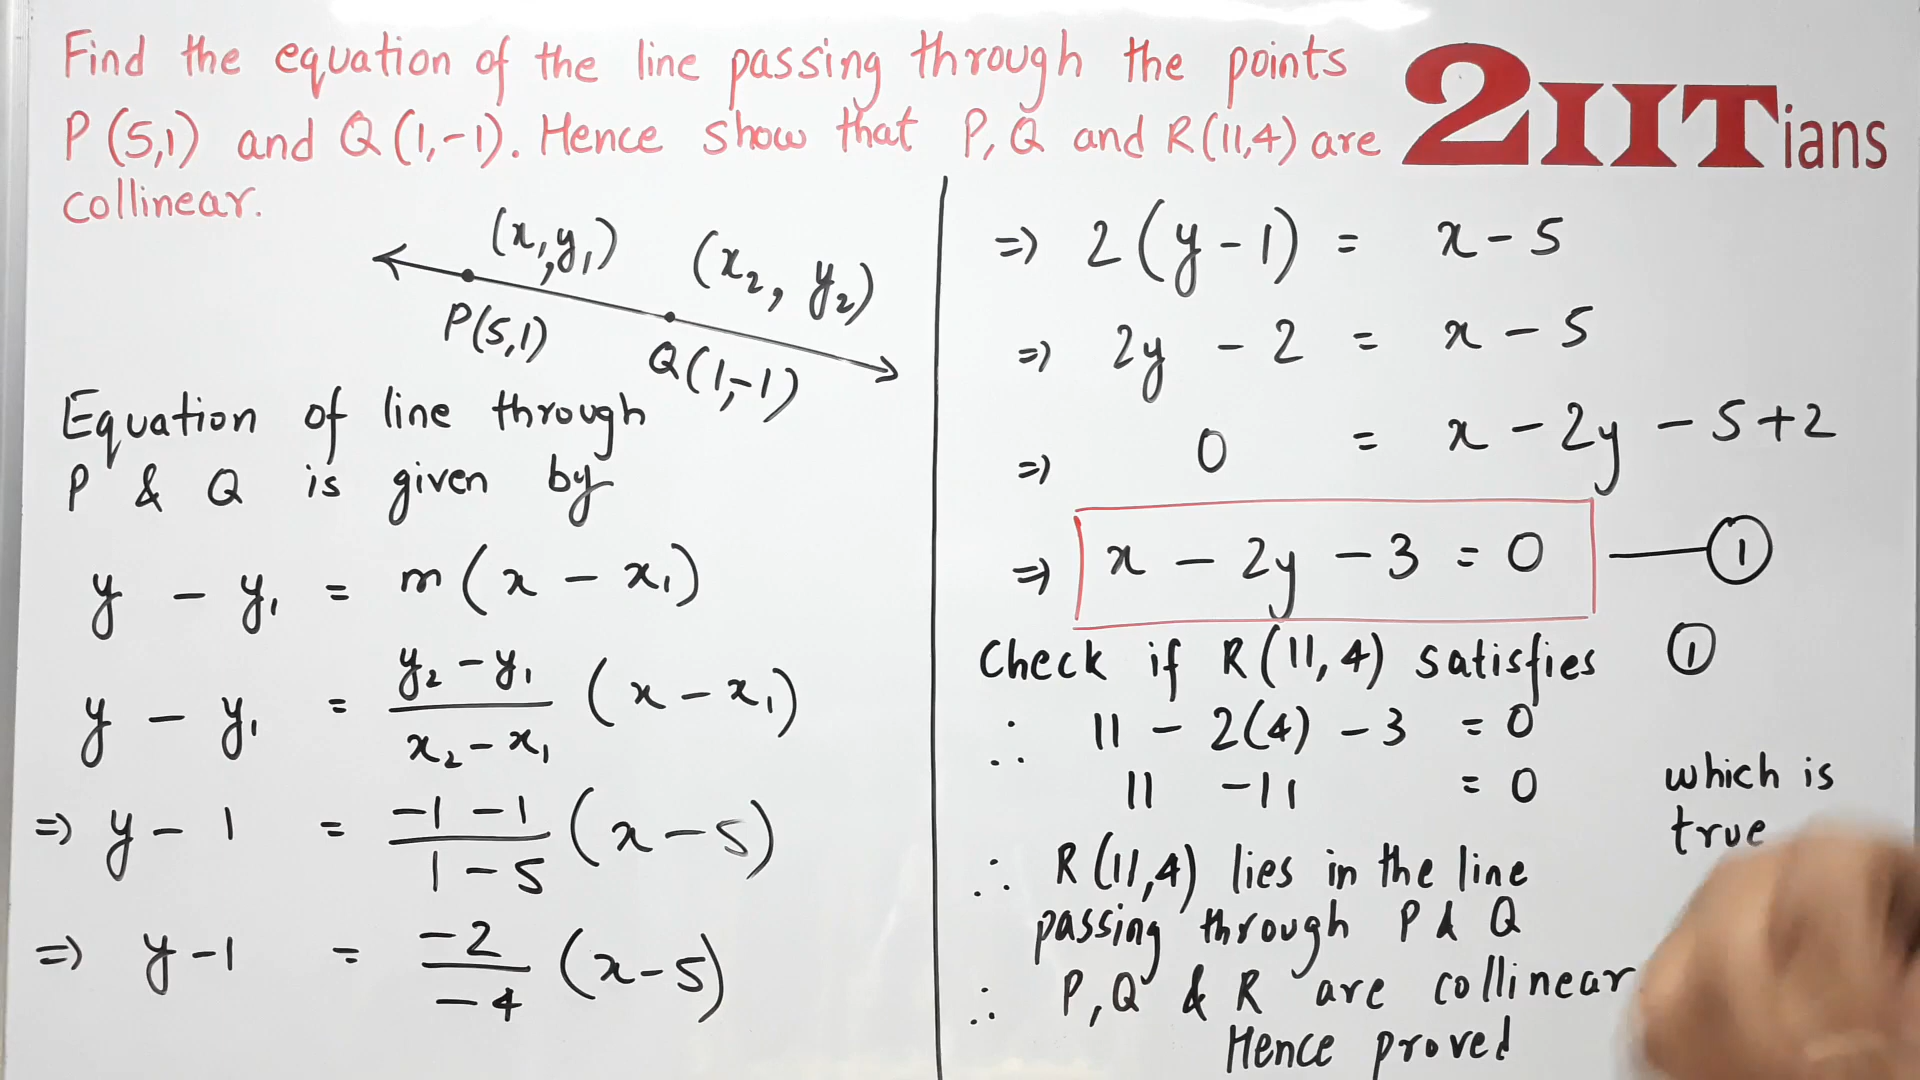 Find the equation of the line passing through the points
P(5,1) and Q(1,-1). Hence show that P, Q and R(11,4) are
collinear.
2IITians
(x₁,y₁) (x₂, y₂)
P(5,1)
Q(1,-1)
Equation of line through
P & Q is given by
y - y₁ = m(x - x₁)
y - y₁ = y₂-y₁/x₂-x₁ (x-x₁)
⇒ y-1 = -1-1/1-5 (x-5)
⇒ y-1 = -2/-4 (x-5)
⇒ 2(y-1) = x-5
⇒ 2y - 2 = x - 5
⇒ 0 = x - 2y - 5+2
⇒ x - 2y - 3 = 0 — ①
Check if R(11,4) satisfies ①
∴ 11 - 2(4) - 3 = 0
11 -11 = 0 which is
true
∴ R(11,4) lies in the line
passing through P & Q
∴ P, Q & R are collinear
Hence proved